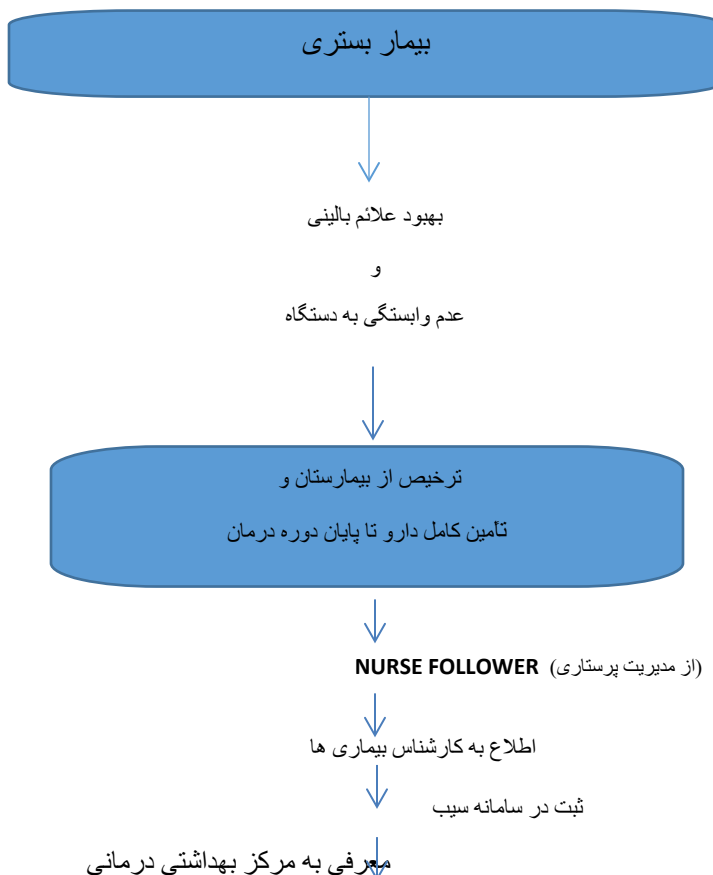 بیمار بستری
بهبود علائم بالینی
و
عدم وابستگی به دستگاه
ترخیص از بیمارستان و
تأمین کامل دارو تا پایان دوره درمان
(از مدیریت پرستاری) NURSE FOLLOWER
اطلاع به کارشناس بیماری ها
ثبت در سامانه سیب
معرفی به مرکز بهداشتی درمانی